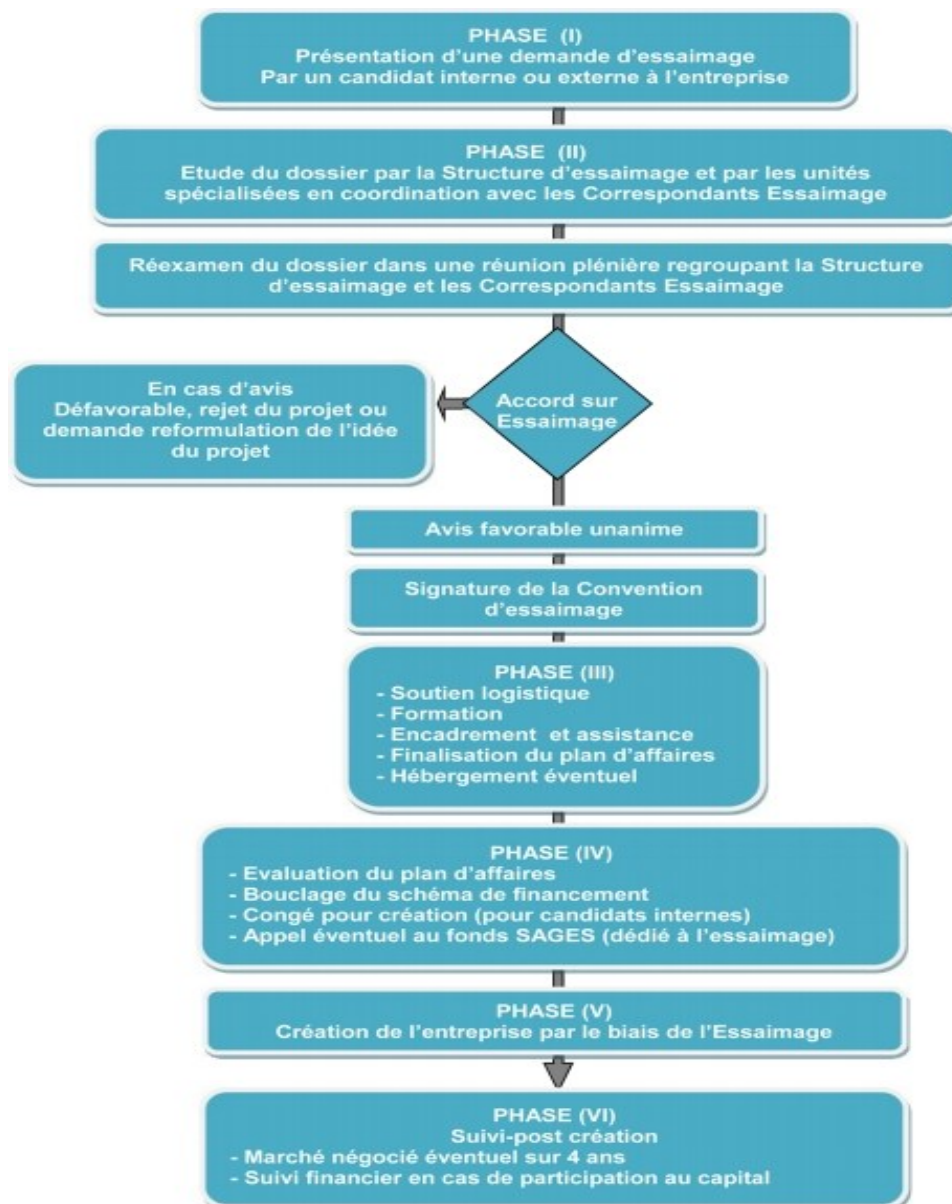 PHASE (I)
Présentation d'une demande d'essaimage
Par un candidat interne ou externe à l'entreprise
PHASE (II)
Etude du dossier par la Structure d'essaimage et par les unités
spécialisées en coordination avec les Correspondants Essaimage
Réexamen du dossier dans une réunion plénière regroupant la Structure
d'essaimage et les Correspondants Essaimage
Accord sur
Essaimage
En cas d'avis
Défavorable, rejet du projet ou
demande reformulation de l'idée
du projet
Avis favorable unanime
Signature de la Convention
d'essaimage
PHASE (III)
- Soutien logistique
- Formation
- Encadrement et assistance
- Finalisation du plan d'affaires
- Hébergement éventuel
PHASE (IV)
- Evaluation du plan d'affaires
- Bouclage du schéma de financement
- Congé pour création (pour candidats internes)
- Appel éventuel au fonds SAGES (dédié à l'essaimage)
PHASE (V)
Création de l'entreprise par le biais de l'Essaimage
PHASE (VI)
Suivi-post création
- Marché négocié éventuel sur 4 ans
- Suivi financier en cas de participation au capital